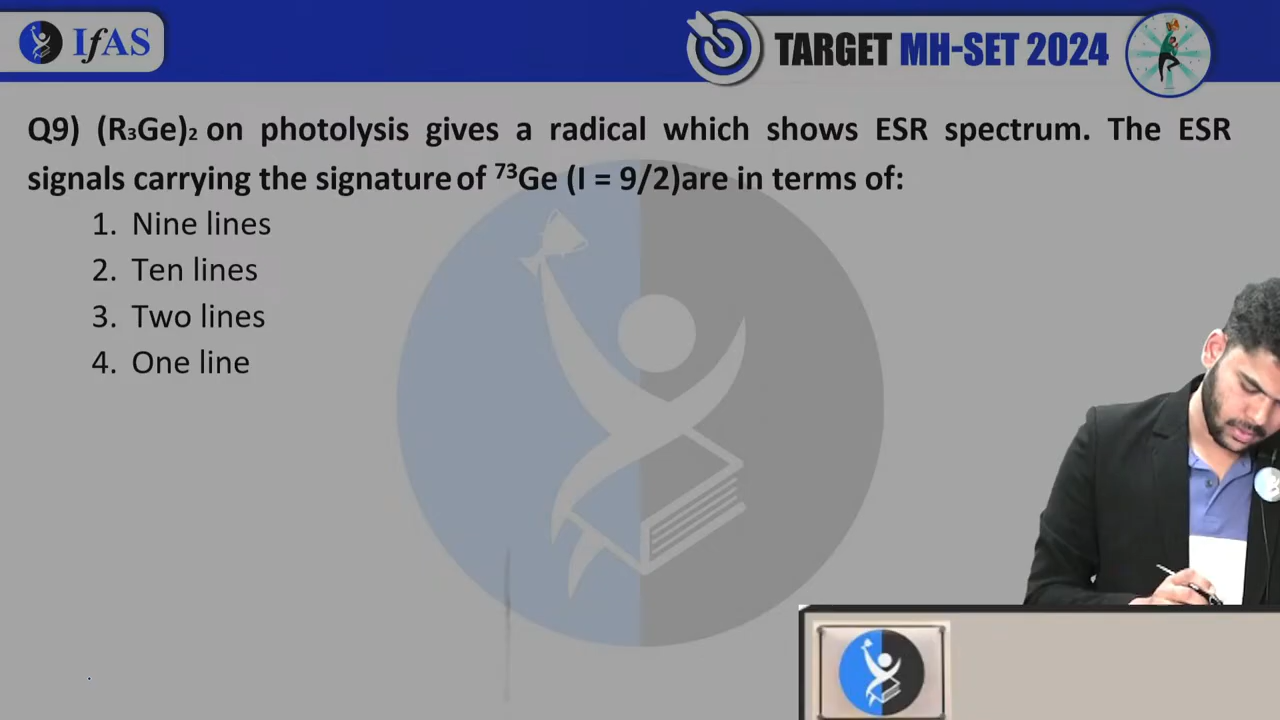 IfAS
TARGET MH-SET 2024
Q9) (R₃Ge)₂ on photolysis gives a radical which shows ESR spectrum. The ESR
signals carrying the signature of ⁷³Ge (I = 9/2)are in terms of:
1. Nine lines
2. Ten lines
3. Two lines
4. One line